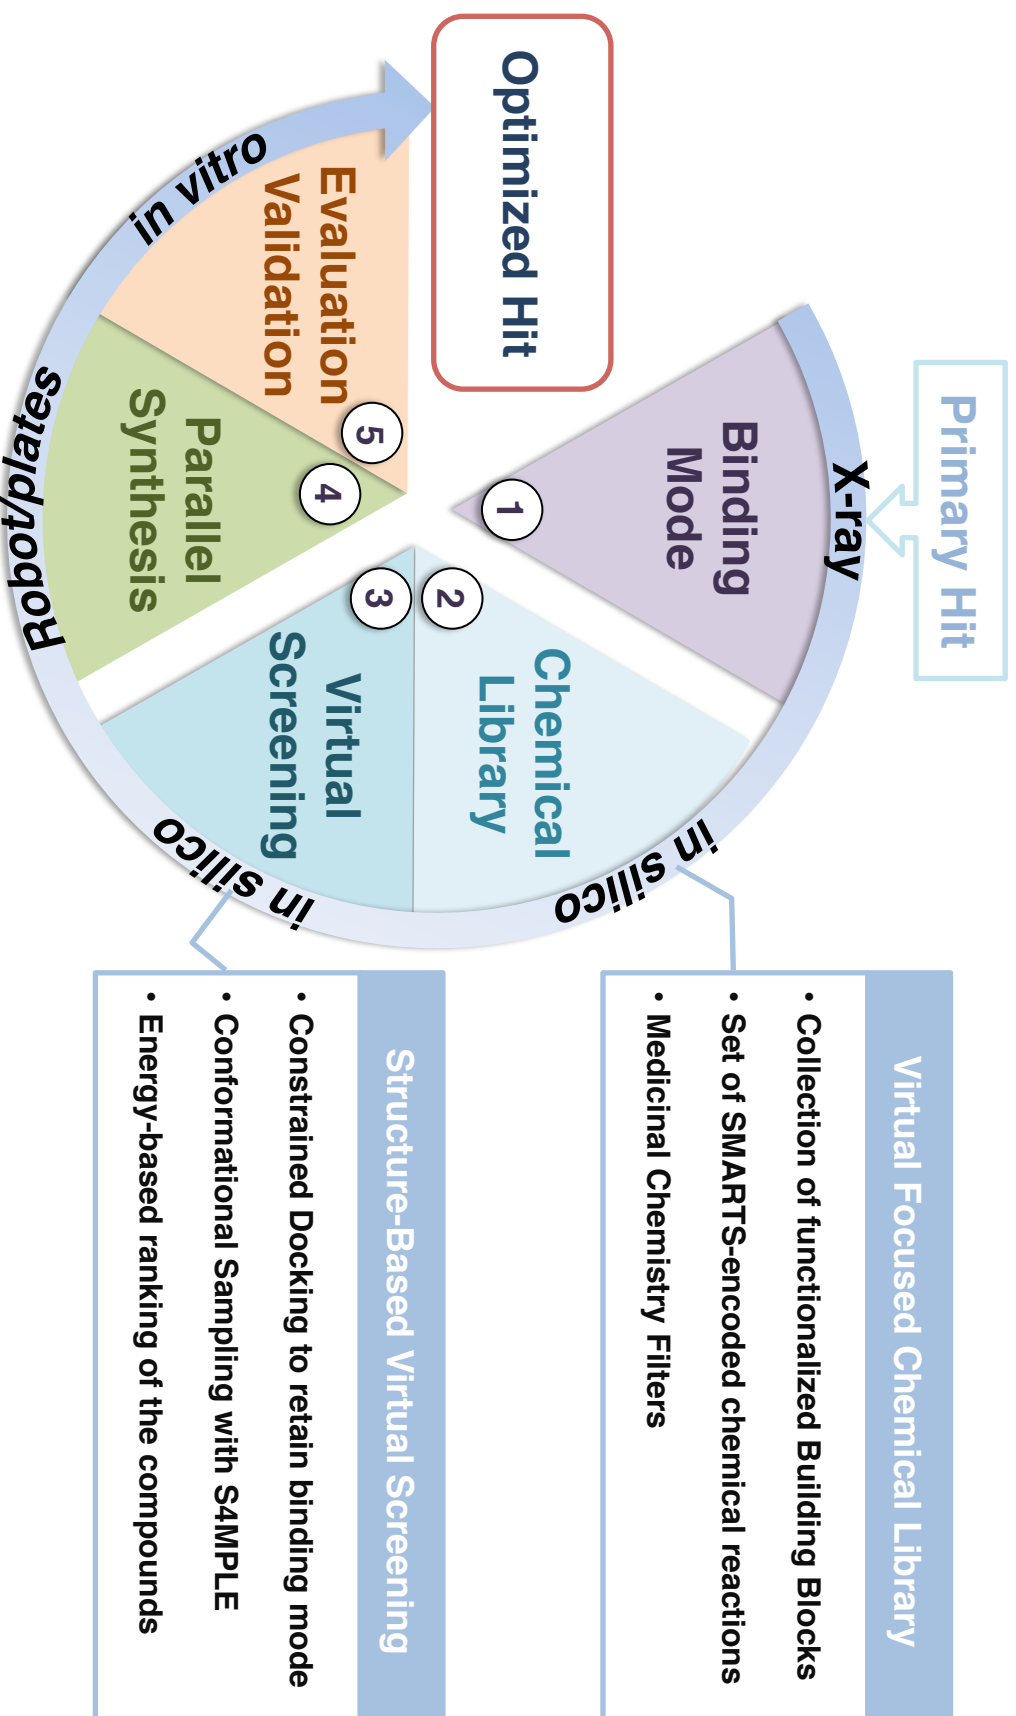 Primary Hit
X-ray
Binding
Mode
1
Optimized Hit
in silico
Chemical
Library
2
in silico
Virtual
Screening
3
Robot/plates
Parallel
Synthesis
4
in vitro
Evaluation
Validation
5
Virtual Focused Chemical Library
• Collection of functionalized Building Blocks
• Set of SMARTS-encoded chemical reactions
• Medicinal Chemistry Filters
Structure-Based Virtual Screening
• Constrained Docking to retain binding mode
• Conformational Sampling with S4MPLE
• Energy-based ranking of the compounds